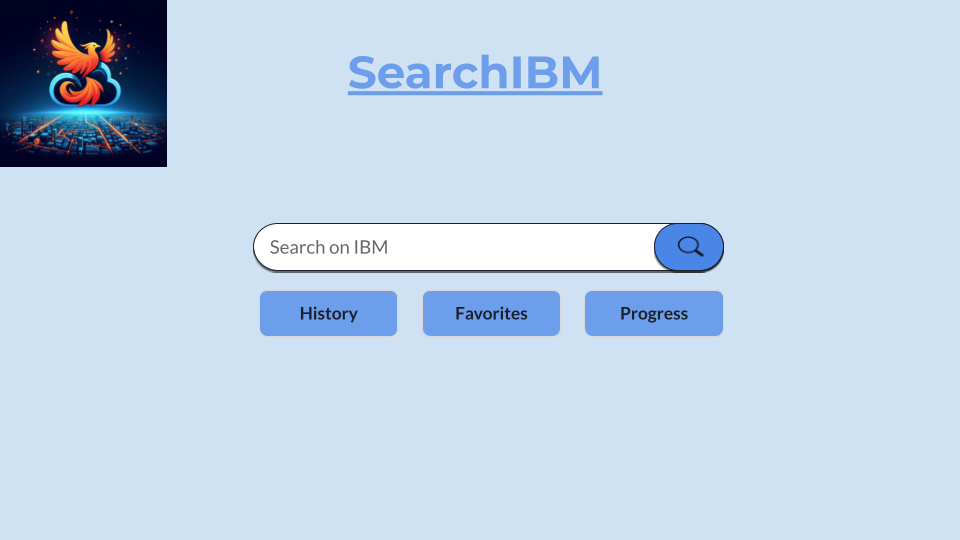 SearchIBM
Search on IBM
History
Favorites
Progress